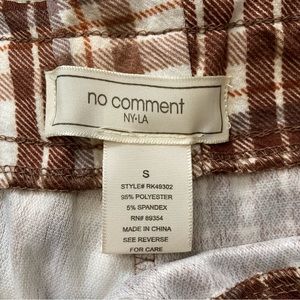 no comment
NY•LA
S
STYLE# RK49302
95% POLYESTER
5% SPANDEX
RN# 89354
MADE IN CHINA
SEE REVERSE
FOR CARE